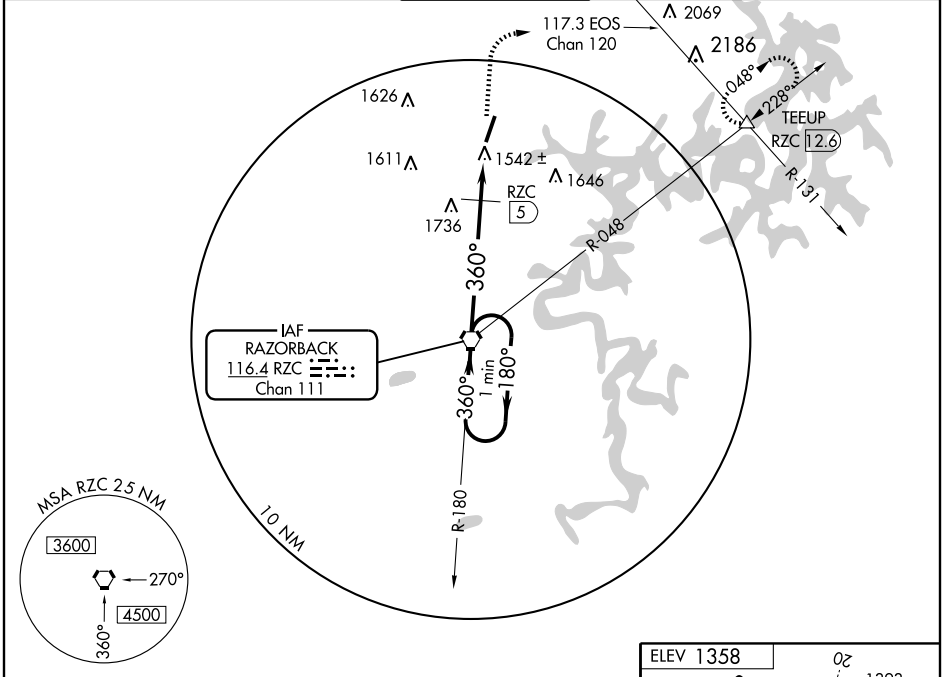 117.3 EOS
Chan 120
2069
2186
048°
228°
TEEUP
RZC 12.6
R-131
1626
1611
1542 ±
1646
RZC
5
1736
R-048
360°
IAF
RAZORBACK
116.4 RZC
Chan 111
360°
1 min
180°
R-180
10 NM
MSA RZC 25 NM
3600
270°
4500
360°
ELEV 1358
20